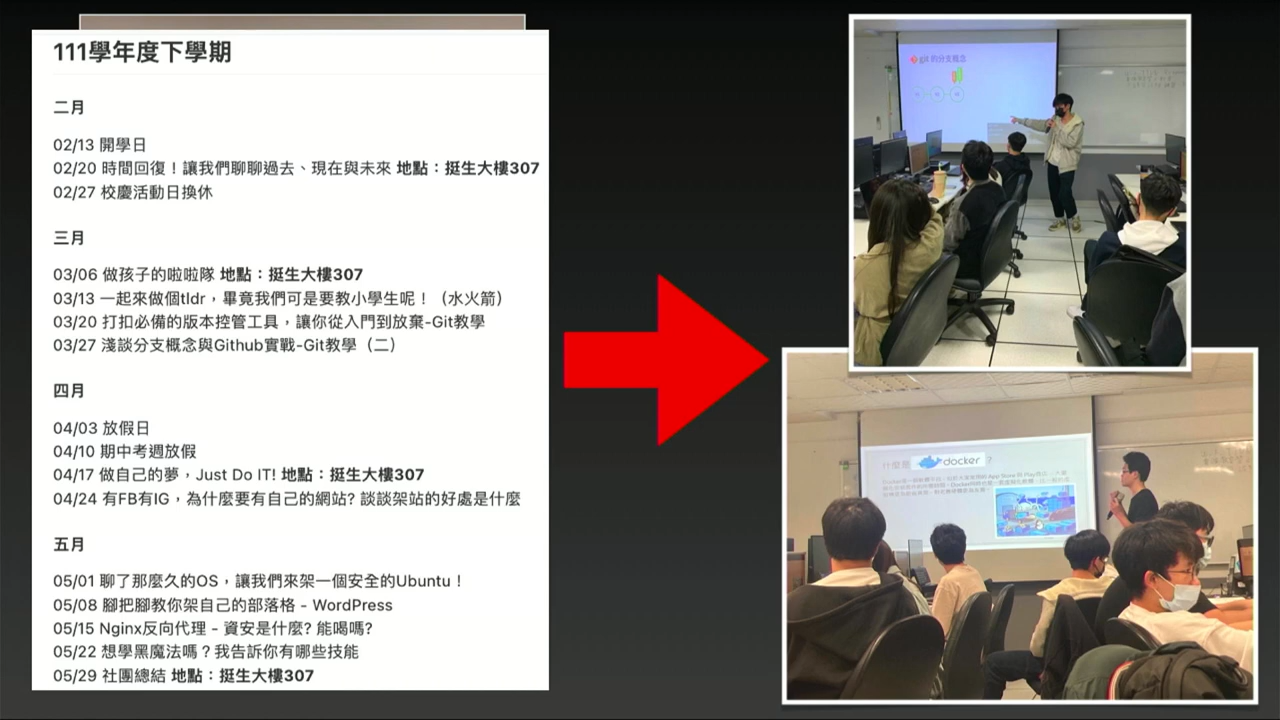 111學年度下學期
二月
02/13 開學日
02/20 時間回復！讓我們聊聊過去、現在與未來 地點：挺生大樓307
02/27 校慶活動日換休
三月
03/06 做孩子的啦啦隊 地點：挺生大樓307
03/13 一起來做個tldr，畢竟我們可是要教小學生呢！（水火箭）
03/20 打扣必備的版本控管工具，讓你從入門到放棄-Git教學
03/27 淺談分支概念與Github實戰-Git教學（二）
四月
04/03 放假日
04/10 期中考週放假
04/17 做自己的夢，Just Do IT! 地點：挺生大樓307
04/24 有FB有IG，為什麼要有自己的網站? 談談架站的好處是什麼
五月
05/01 聊了那麼久的OS，讓我們來架一個安全的Ubuntu！
05/08 腳把腳教你架自己的部落格 - WordPress
05/15 Nginx反向代理 - 資安是什麼? 能喝嗎?
05/22 想學黑魔法嗎？我告訴你有哪些技能
05/29 社團總結 地點：挺生大樓307
git 的分支概念
什麼是 docker ?